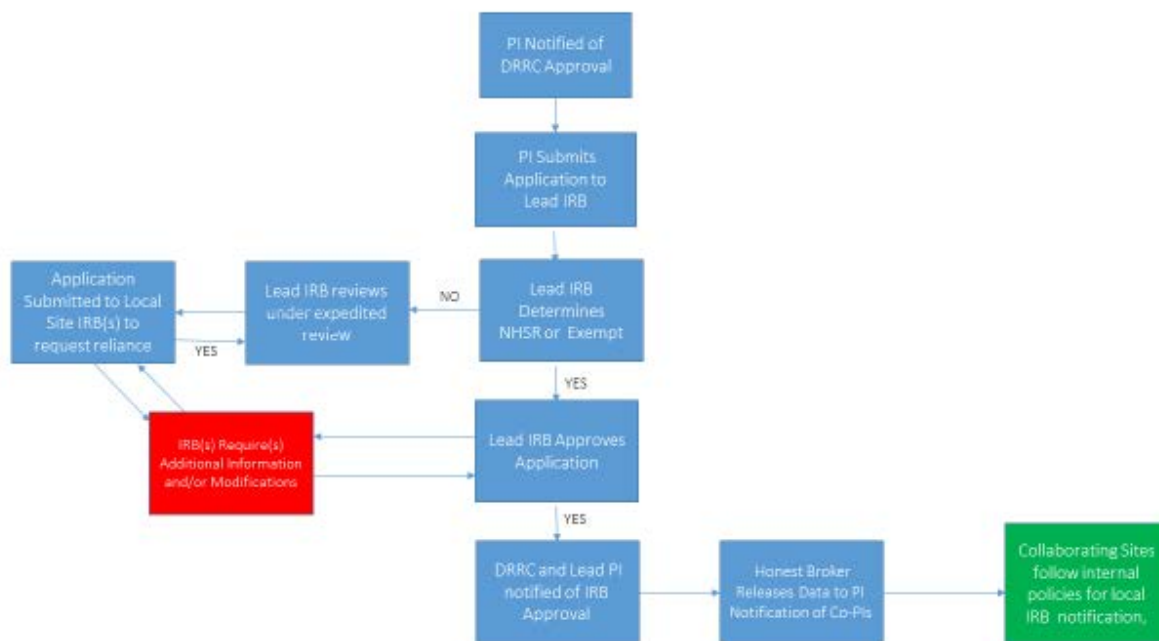 PI Notified of
DRRC Approval
PI Submits
Application to
Lead IRB
Application
Submitted to Local
Site IRB(s) to
request reliance
Lead IRB reviews
under expedited
review
NO
Lead IRB
Determines
NHSR or Exempt
YES
YES
IRB(s) Require(s)
Additional Information
and/or Modifications
Lead IRB Approves
Application
YES
DRRC and Lead PI
notified of IRB
Approval
Honest Broker
Releases Data to PI
Notification of Co-PIs
Collaborating Sites
follow internal
policies for local
IRB notification,